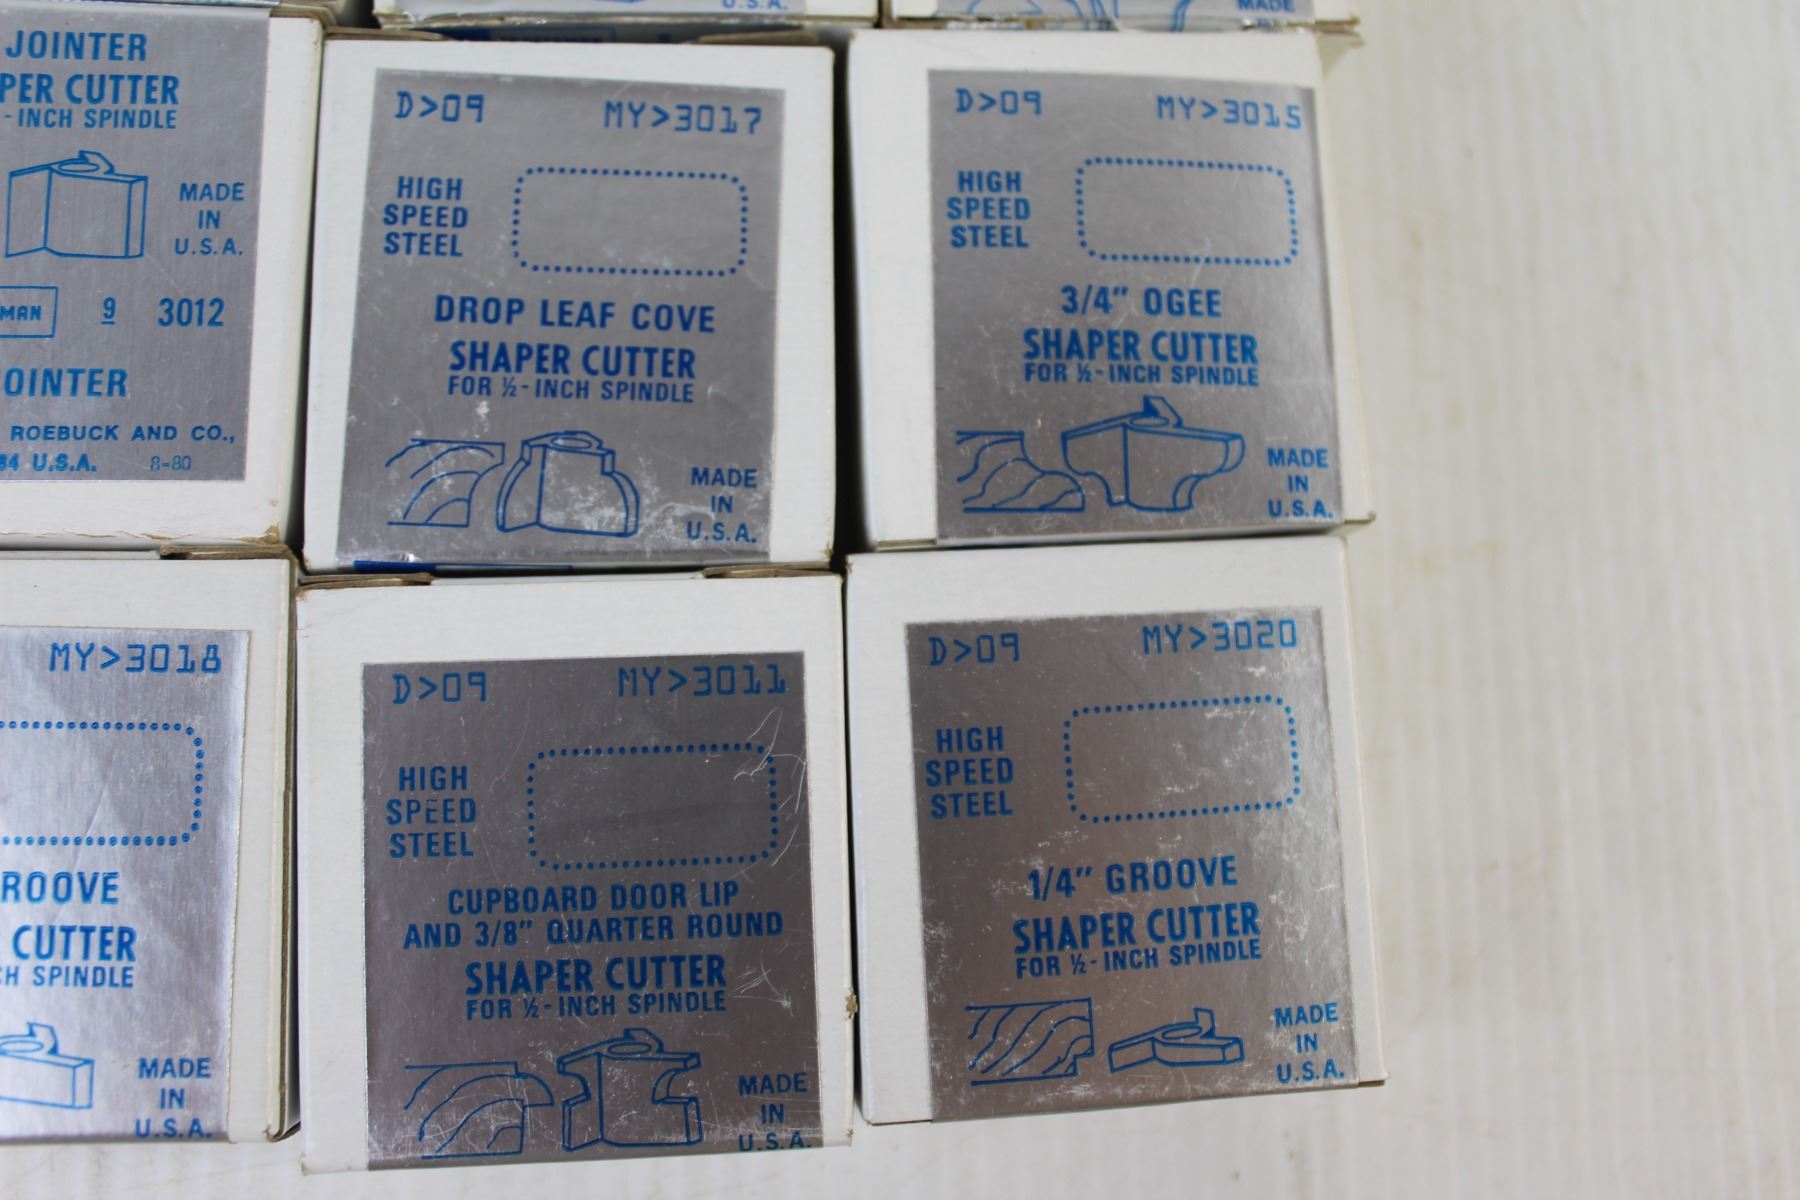 U.S.A.
MADE
JOINTER
CUTTER
-INCH SPINDLE
MADE
IN
U.S.A.
9 3012
ROEBUCK AND CO.,
U.S.A. 8-80
D>09 MY>3017
HIGH
SPEED
STEEL
DROP LEAF COVE
SHAPER CUTTER
FOR ½-INCH SPINDLE
MADE
IN
U.S.A.
D>09 MY>3015
HIGH
SPEED
STEEL
3/4" OGEE
SHAPER CUTTER
FOR ½-INCH SPINDLE
MADE
IN
U.S.A.
MY>3018
CUTTER
SPINDLE
MADE
IN
U.S.A.
D>09 MY>3011
HIGH
SPEED
STEEL
CUPBOARD DOOR LIP
AND 3/8" QUARTER ROUND
SHAPER CUTTER
FOR ½-INCH SPINDLE
MADE
IN
U.S.A.
D>09 MY>3020
HIGH
SPEED
STEEL
1/4" GROOVE
SHAPER CUTTER
FOR ½-INCH SPINDLE
MADE
IN
U.S.A.